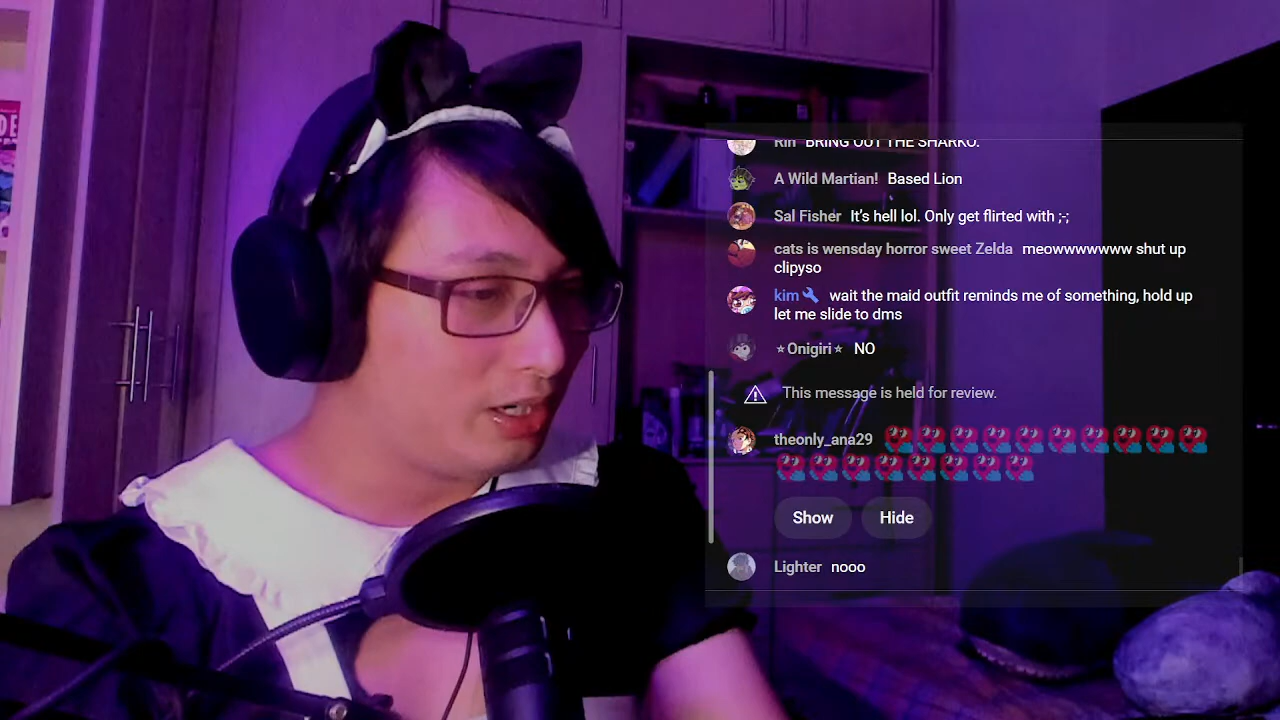 DE
Rin BRING OUT THE SHARKO.
A Wild Martian! Based Lion
Sal Fisher It's hell lol. Only get flirted with ;-;
cats is wensday horror sweet Zelda meowwwwwww shut up
clipyso
kim wait the maid outfit reminds me of something, hold up
let me slide to dms
⭐Onigiri⭐ NO
This message is held for review.
theonly_ana29
Show Hide
Lighter nooo